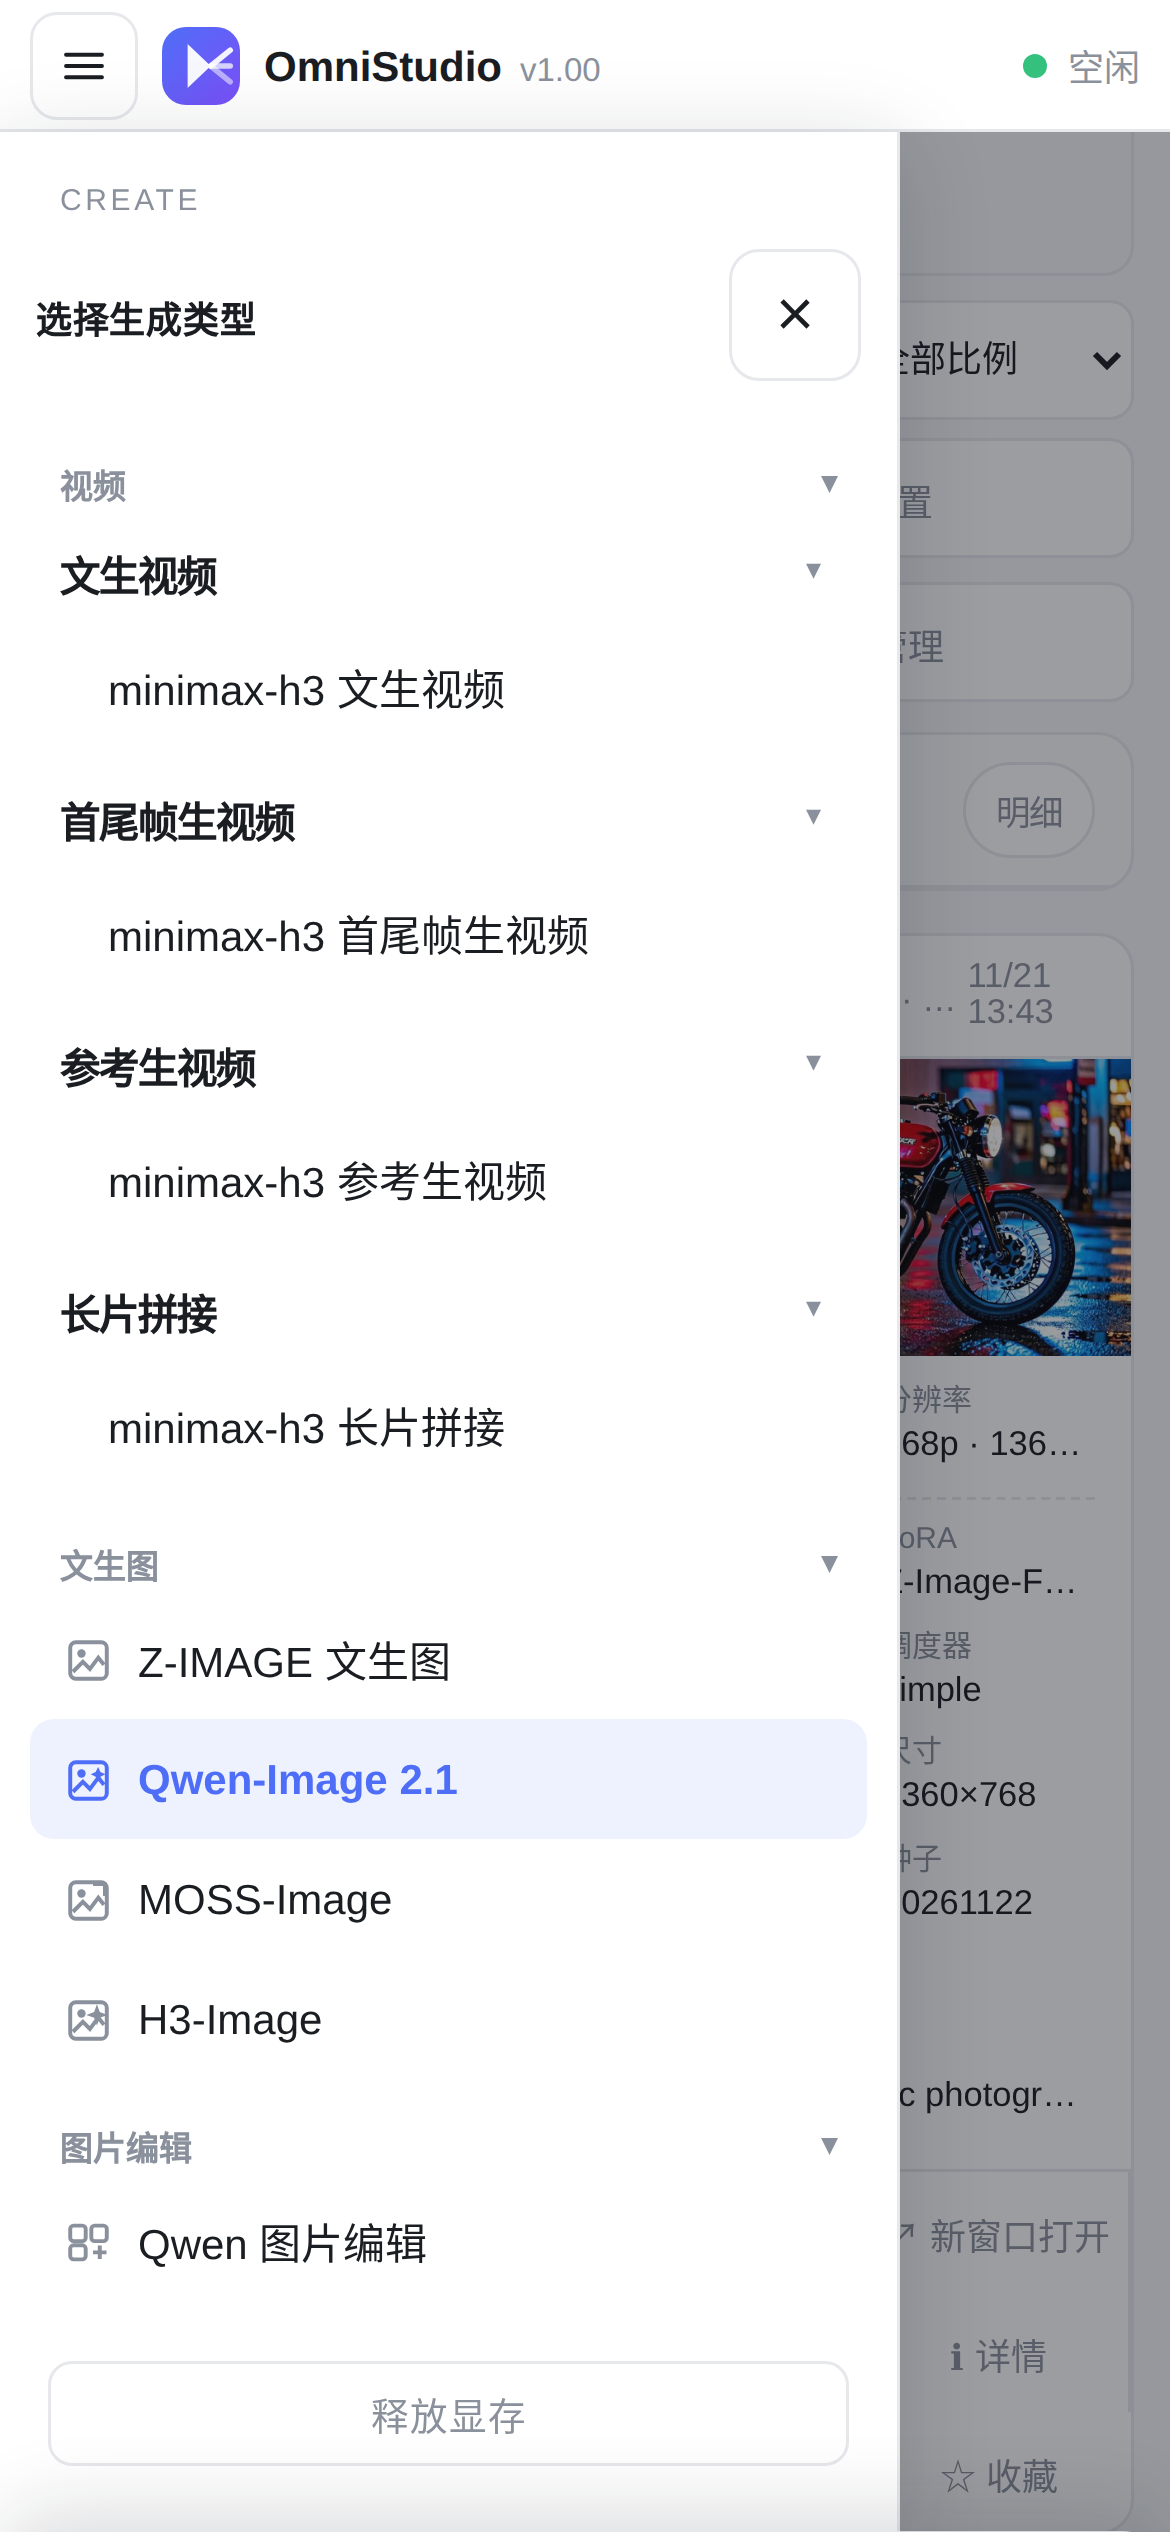 OmniStudio v1.00
空闲
CREATE
选择生成类型
视频
文生视频
minimax-h3 文生视频
首尾帧生视频
minimax-h3 首尾帧生视频
参考生视频
minimax-h3 参考生视频
长片拼接
minimax-h3 长片拼接
文生图
Z-IMAGE 文生图
Qwen-Image 2.1
MOSS-Image
H3-Image
图片编辑
Qwen 图片编辑
释放显存
部比例
置
理
明细
· … 11/21
13:43
辨率
68p · 136…
oRA
-Image-F…
度器
imple
寸
360×768
子
0261122
c photogr…
新窗口打开
详情
☆ 收藏